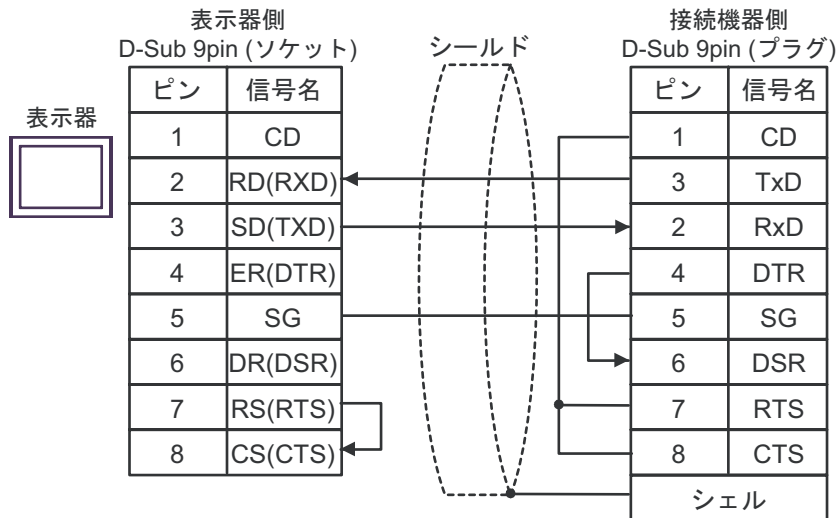 表示器側
D-Sub 9pin (ソケット)
シールド
接続機器側
D-Sub 9pin (プラグ)
表示器
ピン 信号名
1 CD
2 RD(RXD)
3 SD(TXD)
4 ER(DTR)
5 SG
6 DR(DSR)
7 RS(RTS)
8 CS(CTS)
ピン 信号名
1 CD
3 TxD
2 RxD
4 DTR
5 SG
6 DSR
7 RTS
8 CTS
シェル